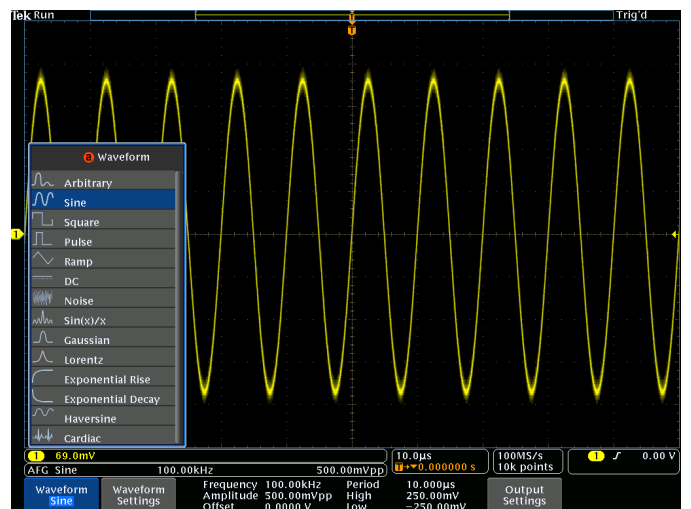 Tek Run Trig'd
T
T
a Waveform
Arbitrary
Sine
Square
Pulse
Ramp
DC
Noise
Sin(x)/x
Gaussian
Lorentz
Exponential Rise
Exponential Decay
Haversine
Cardiac
1
1 69.0mV
10.0µs
T→▼0.000000 s
100MS/s
10k points
1 0.00 V
AFG Sine 100.00kHz 500.00mVpp
Waveform
Sine
Waveform
Settings
Frequency 100.00kHz Period 10.000µs
Amplitude 500.00mVpp High 250.00mV
Offset 0.0000 V Low −250.00mV
Output
Settings